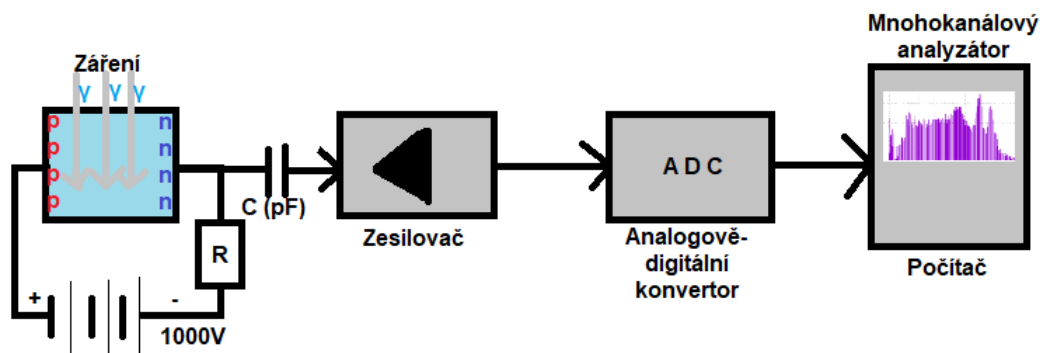 Mnohokanálový
analyzátor
Záření
γ γ γ
p n
p n
p n
p n
C (pF)
A D C
R
Zesilovač
Analogově-
digitální
konvertor
Počítač
+ -
1000V